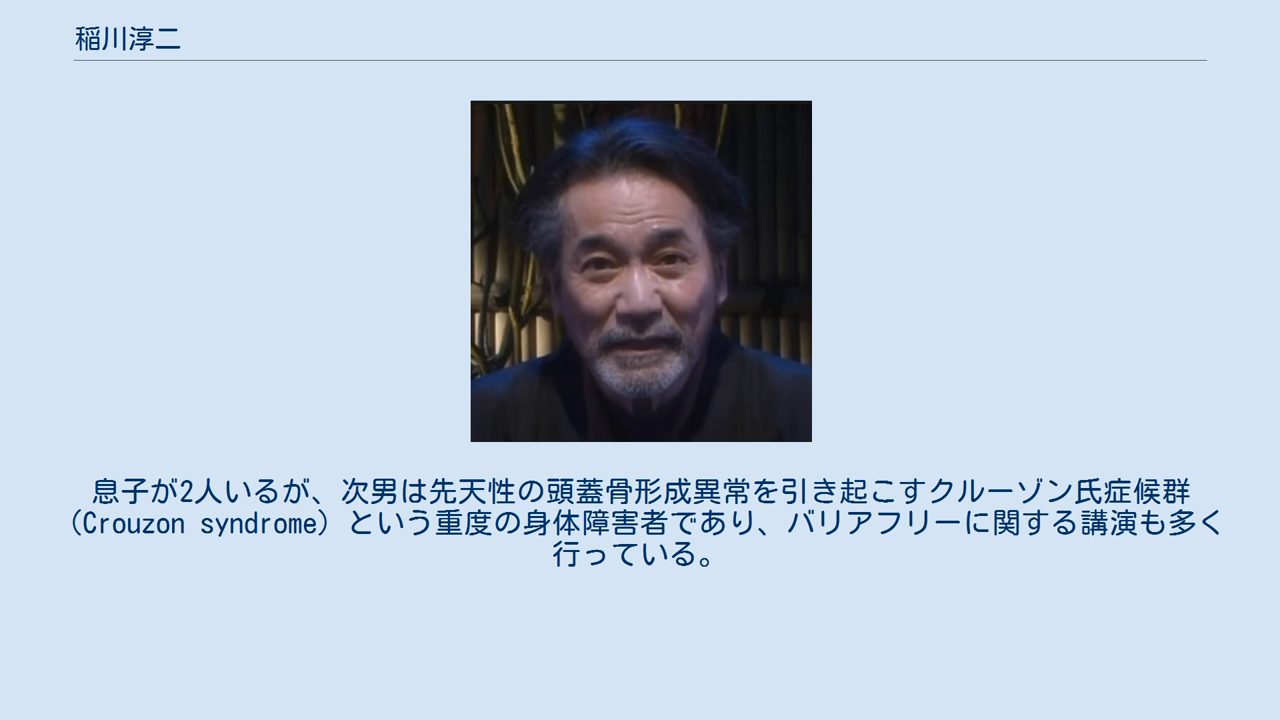 稲川淳二
息子が2人いるが、次男は先天性の頭蓋骨形成異常を引き起こすクルーゾン氏症候群
(Crouzon syndrome) という重度の身体障害者であり、バリアフリーに関する講演も多く
行っている。